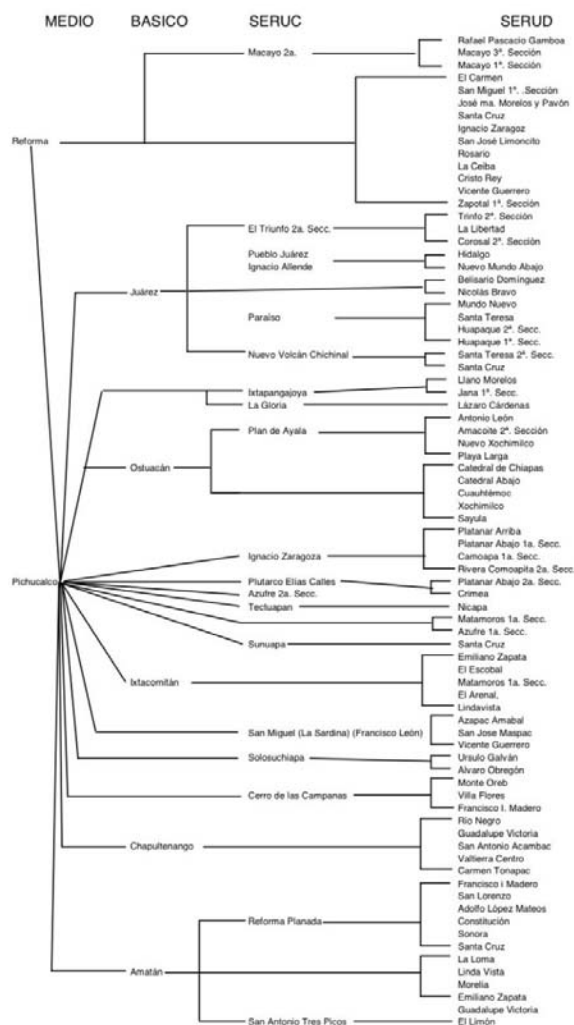 MEDIO BASICO SERUC SERUD
Rafael Pascacio Gamboa
Macayo 2a. Macayo 3ª. Sección
Macayo 1ª. Sección
El Carmen
San Miguel 1ª. .Sección
José ma. Morelos y Pavón
Santa Cruz
Reforma Ignacio Zaragoz
San José Limoncito
Rosario
La Ceiba
Cristo Rey
Vicente Guerrero
Zapotal 1ª. Sección
Trinfo 2ª. Sección
El Triunfo 2a. Secc. La Libertad
Corosal 2ª. Sección
Pueblo Juárez Hidalgo
Ignacio Allende Nuevo Mundo Abajo
Belisario Domínguez
Juárez Nicolás Bravo
Mundo Nuevo
Paraíso Santa Teresa
Huapaque 2ª. Secc.
Huapaque 1ª. Secc.
Nuevo Volcán Chichinal Santa Teresa 2ª. Secc.
Santa Cruz
Llano Morelos
Ixtapangajoya Jana 1ª. Secc.
La Gloria Lázaro Cárdenas
Antonio León
Plan de Ayala Amacoite 2ª. Sección
Nuevo Xochimilco
Playa Larga
Ostuacán Catedral de Chiapas
Catedral Abajo
Cuauhtémoc
Xochimilco
Sayula
Platanar Arriba
Platanar Abajo 1a. Secc.
Ignacio Zaragoza Camoapa 1a. Secc.
Rivera Comoapita 2a. Secc.
Pichucalco Plutarco Elías Calles Platanar Abajo 2a. Secc.
Azufre 2a. Secc. Crimea
Tectuapan Nicapa
Matamoros 1a. Secc.
Azufre 1a. Secc.
Sunuapa Santa Cruz
Emiliano Zapata
El Escobal
Ixtacomitán Matamoros 1a. Secc.
El Arenal,
Lindavista
Azapac Amabal
San Miguel (La Sardina) (Francisco León) San Jose Maspac
Vicente Guerrero
Solosuchiapa Ursulo Galván
Alvaro Obregón
Monte Oreb
Cerro de las Campanas Villa Flores
Francisco I. Madero
Río Negro
Guadalupe Victoria
Chapultenango San Antonio Acambac
Valtierra Centro
Carmen Tonapac
Francisco i Madero
San Lorenzo
Adolfo López Mateos
Reforma Planada Constitución
Sonora
Santa Cruz
La Loma
Amatán Linda Vista
Morelia
Emiliano Zapata
Guadalupe Victoria
San Antonio Tres Picos El Limón